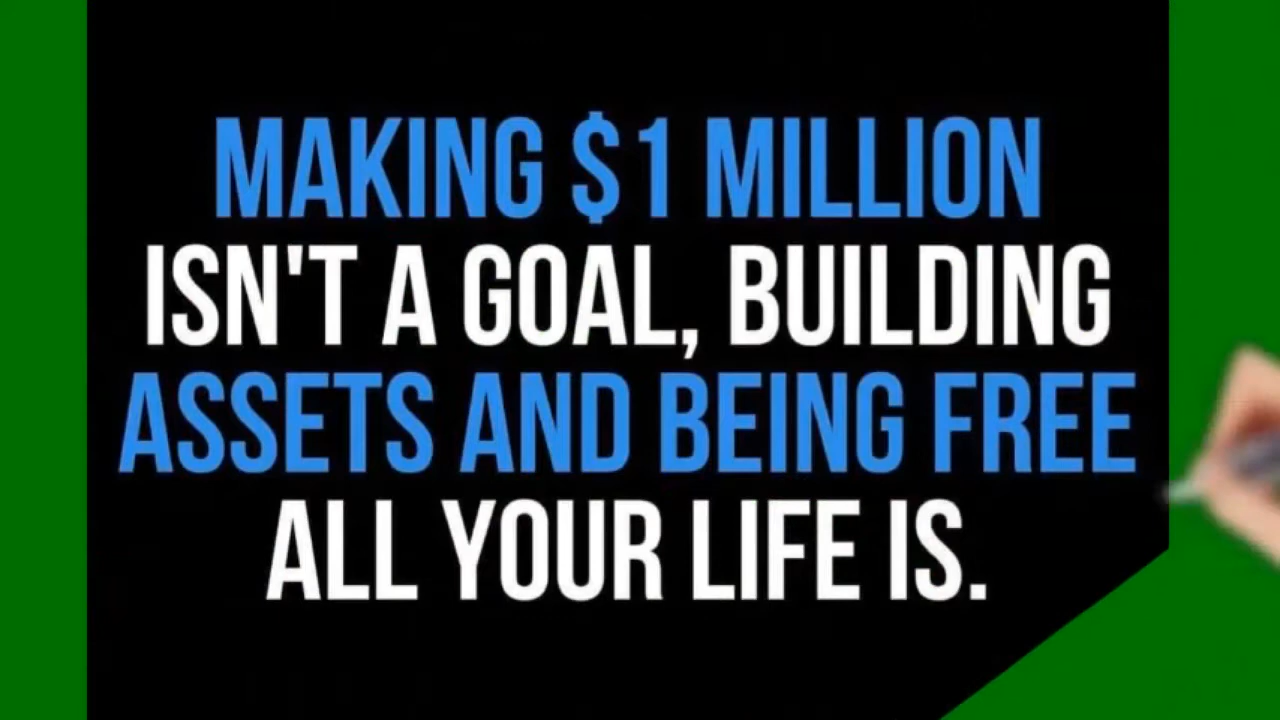 MAKING $1 MILLION
ISN'T A GOAL, BUILDING
ASSETS AND BEING FREE
ALL YOUR LIFE IS.